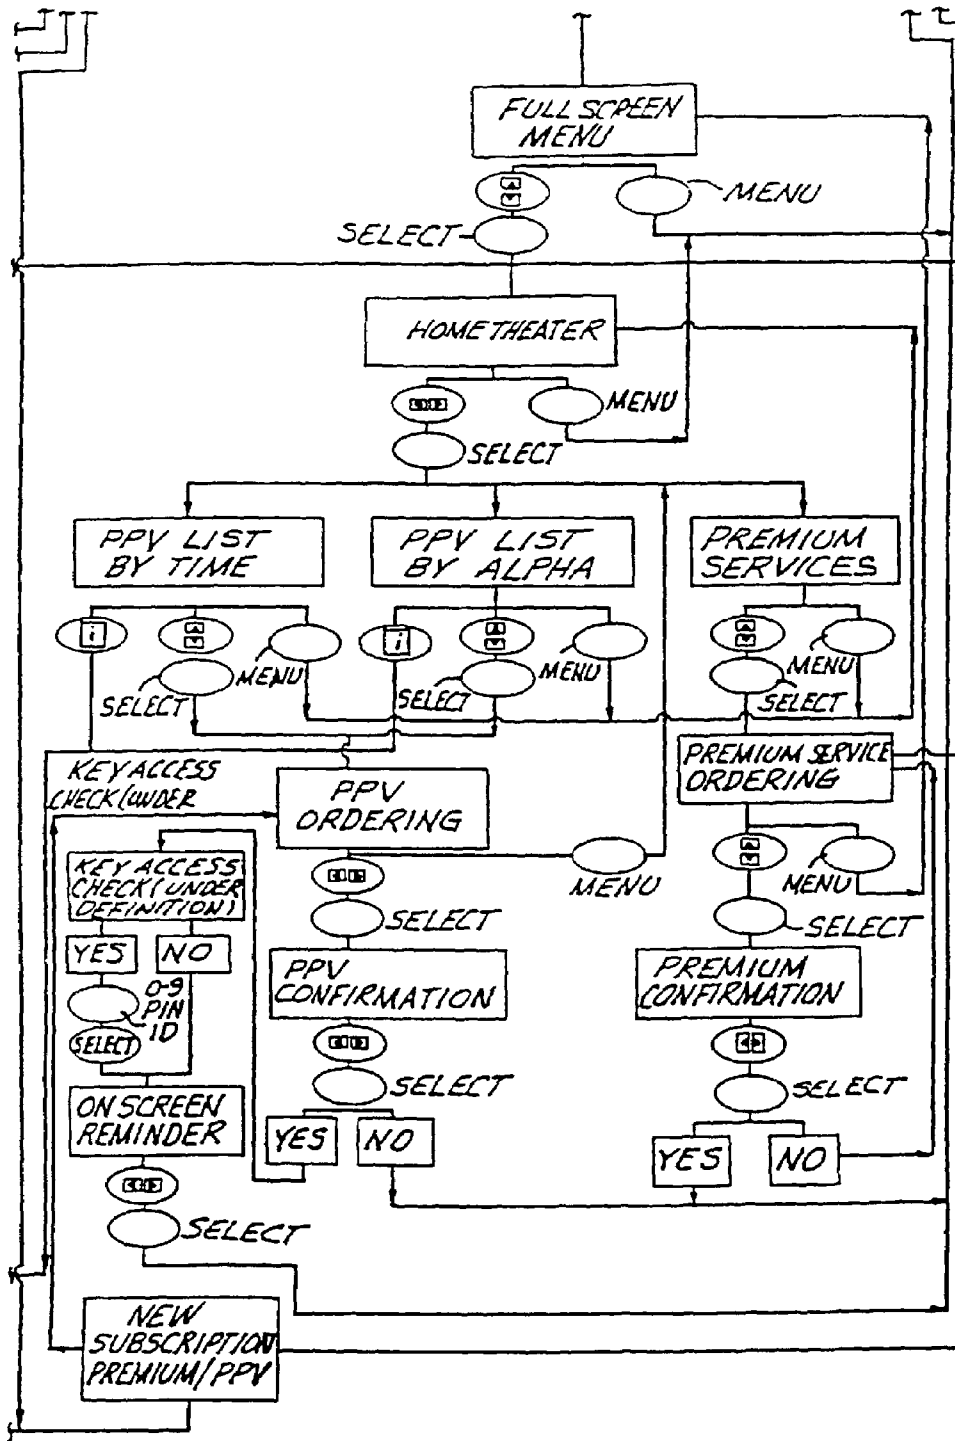 FULL SCREEN
MENU
MENU
SELECT
HOME THEATER
MENU
SELECT
PPV LIST
BY TIME
PPV LIST
BY ALPHA
PREMIUM
SERVICES
i
SELECT
MENU
i
SELECT
MENU
MENU
SELECT
KEY ACCESS
CHECK(UNDER
PPV
ORDERING
PREMIUM SERVICE
ORDERING
MENU
MENU
KEY ACCESS
CHECK(UNDER
DEFINITION)
SELECT
SELECT
YES
NO
PPV
CONFIRMATION
PREMIUM
CONFIRMATION
0-9
PIN
ID
SELECT
SELECT
SELECT
ON SCREEN
REMINDER
YES
NO
YES
NO
SELECT
NEW
SUBSCRIPTION
PREMIUM/PPV